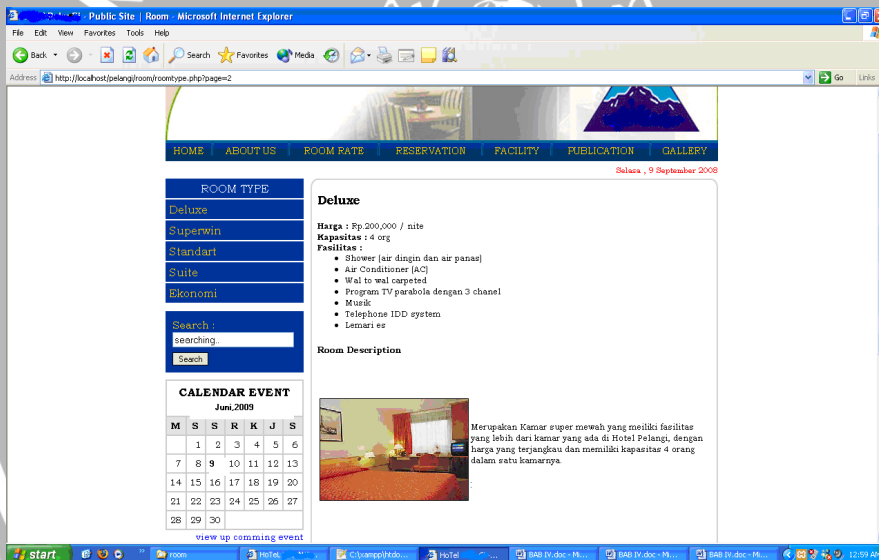 - Public Site | Room - Microsoft Internet Explorer
File Edit View Favorites Tools Help
Back Search Favorites Media
Address http://localhost/pelangi/room/roomtype.php?page=2 Go Links
HOME ABOUT US ROOM RATE RESERVATION FACILITY PUBLICATION GALLERY
Selasa , 9 September 2008
ROOM TYPE
Deluxe
Superwin
Standart
Suite
Ekonomi
Search :
searching..
Search
CALENDAR EVENT
Juni,2009
M S S R K J S
1 2 3 4 5 6
7 8 9 10 11 12 13
14 15 16 17 18 19 20
21 22 23 24 25 26 27
28 29 30
view up comming event
Deluxe
Harga : Rp.200,000 / nite
Kapasitas : 4 org
Fasilitas :
Shower (air dingin dan air panas)
Air Conditioner (AC)
Wal to wal carpeted
Program TV parabola dengan 3 chanel
Musik
Telephone IDD system
Lemari es
Room Description
Merupakan Kamar super mewah yang meiliki fasilitas
yang lebih dari kamar yang ada di Hotel Pelangi, dengan
harga yang terjangkau dan memiliki kapasitas 4 orang
dalam satu kamarnya.
:
start room HoTeL C:\xampp\htdo... HoTel BAB IV.doc - Mi... BAB IV.doc - Mi... BAB IV.doc - Mi... 12:59 AM